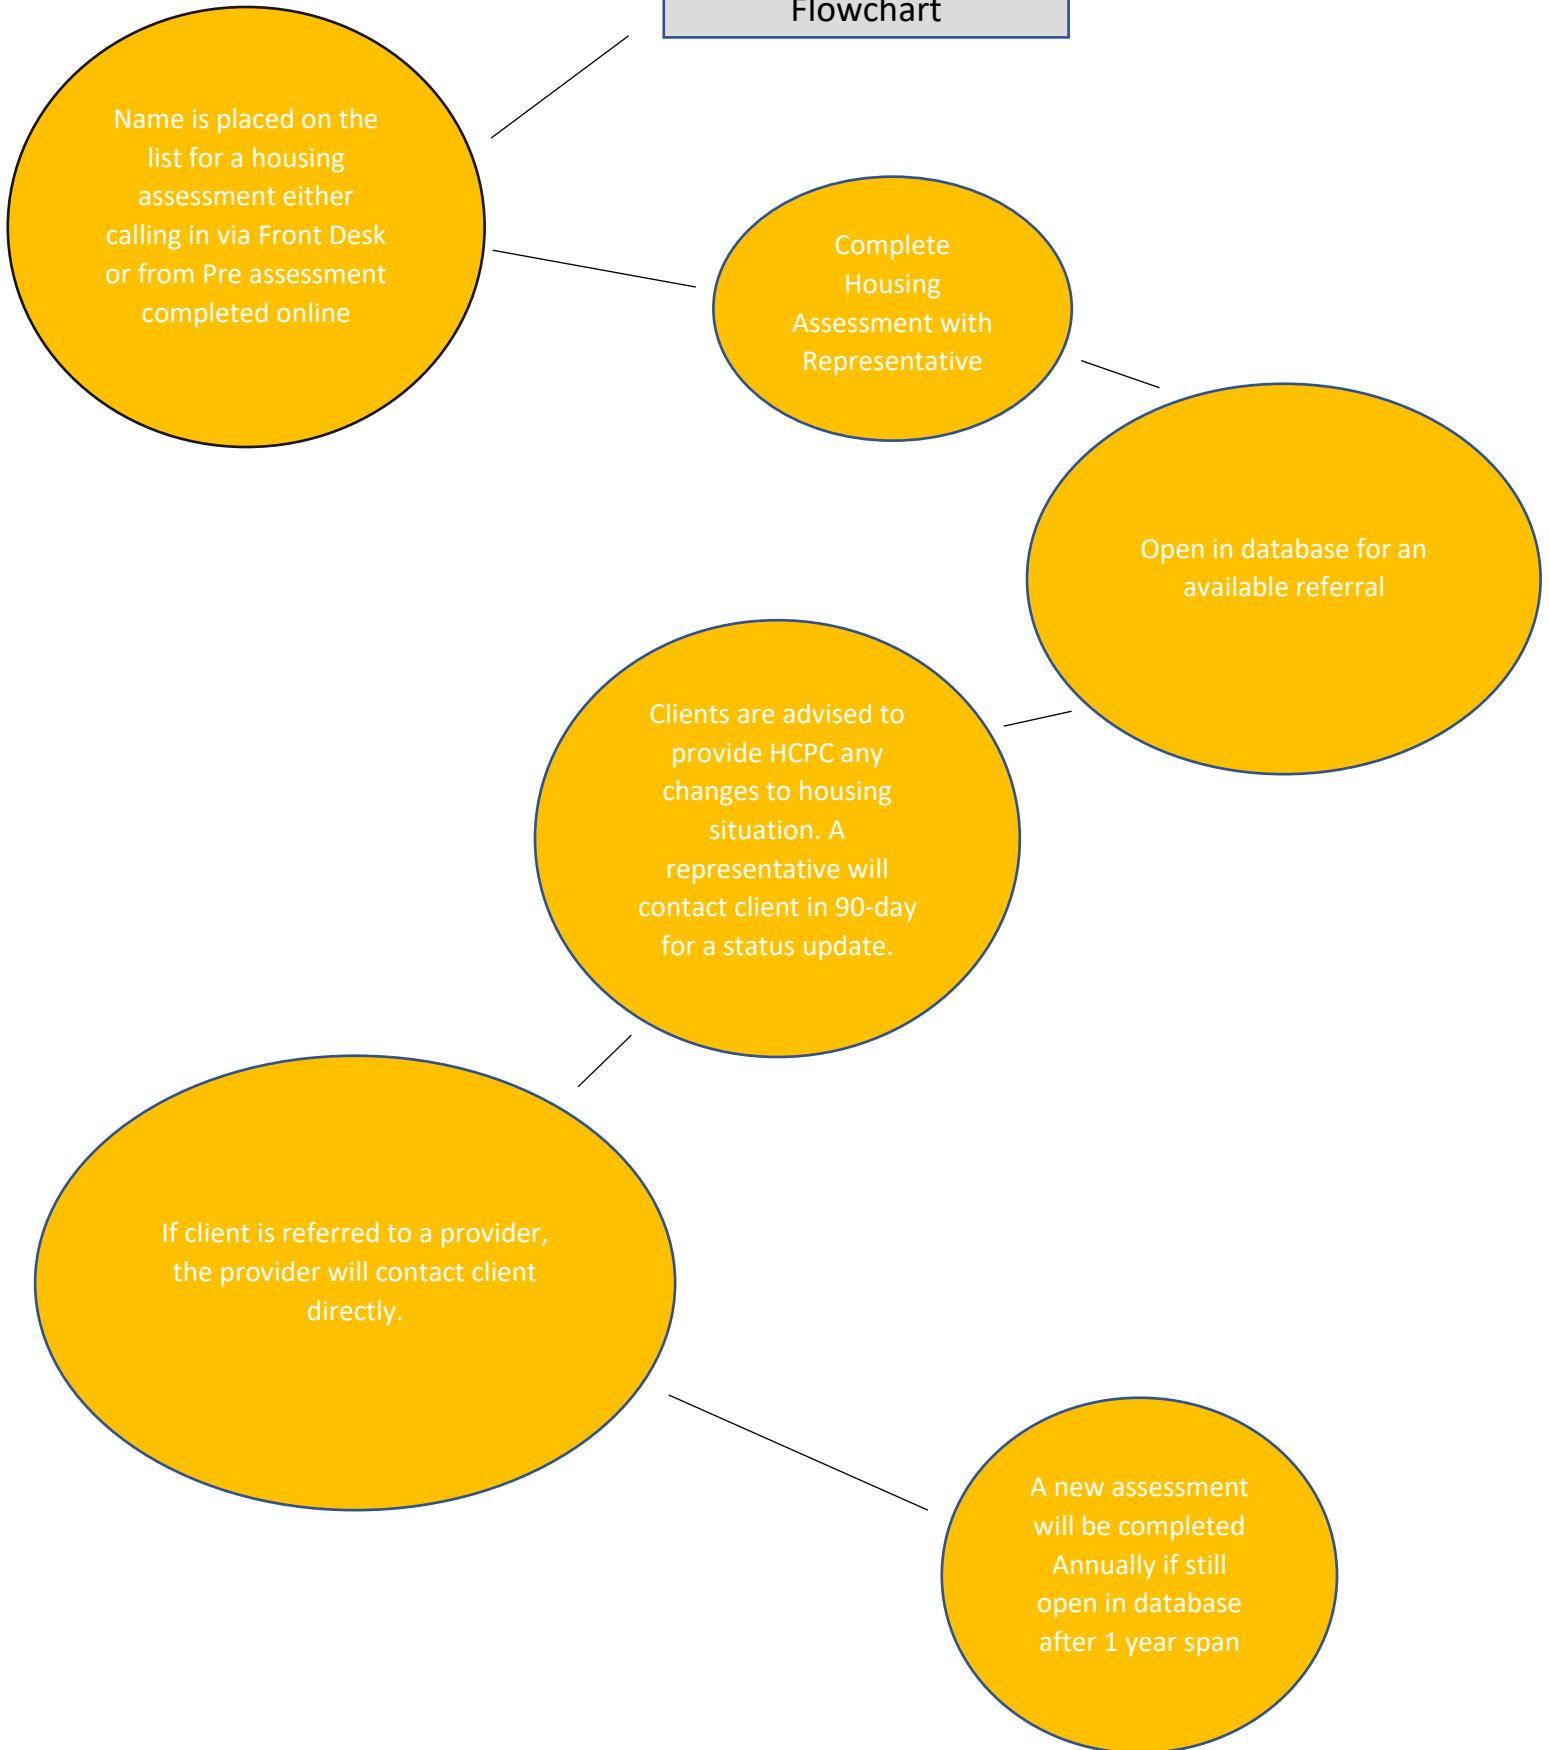 Flowchart
Name is placed on the
list for a housing
assessment either
calling in via Front Desk
or from Pre assessment
completed online
Complete
Housing
Assessment with
Representative
Open in database for an
available referral
Clients are advised to
provide HCPC any
changes to housing
situation. A
representative will
contact client in 90-day
for a status update.
If client is referred to a provider,
the provider will contact client
directly.
A new assessment
will be completed
Annually if still
open in database
after 1 year span